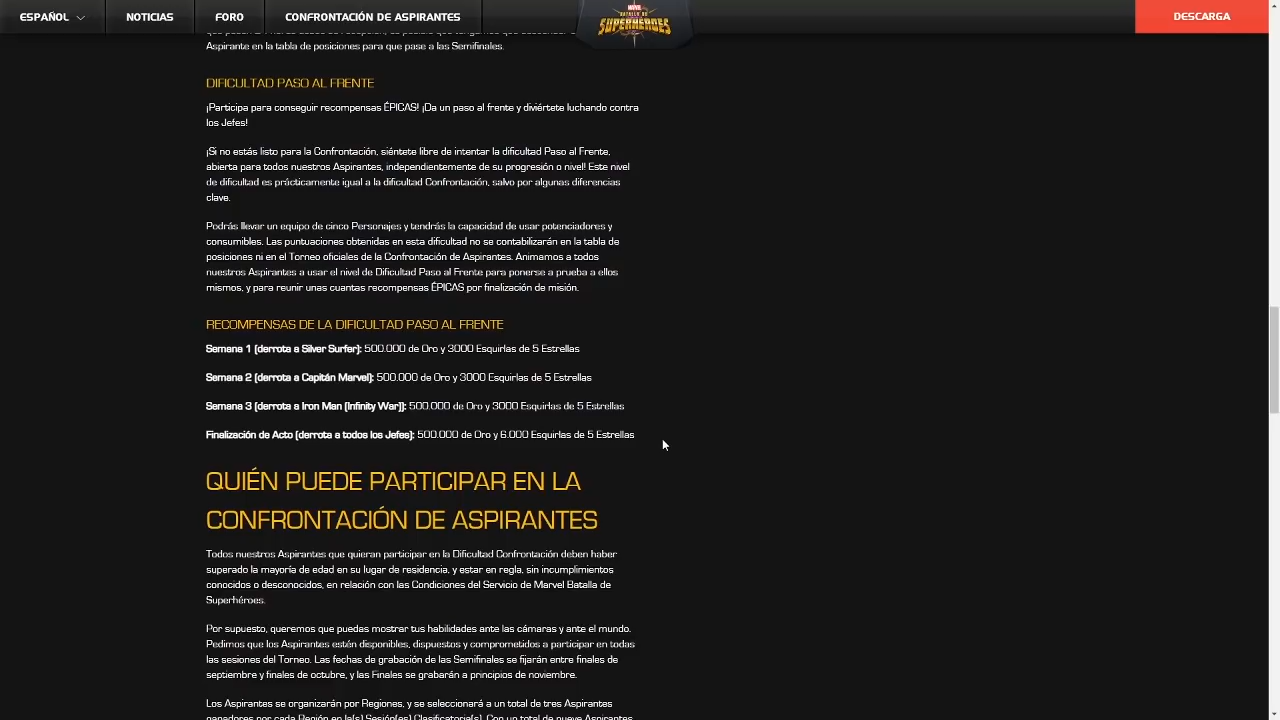 ESPAÑOL
NOTICIAS
FORO
CONFRONTACIÓN DE ASPIRANTES
MARVEL
BATALLA DE
SUPERHÉROES
DESCARGA
Aspirante en la tabla de posiciones para que pase a las Semifinales.
DIFICULTAD PASO AL FRENTE
¡Participa para conseguir recompensas ÉPICAS! ¡Da un paso al frente y diviértete luchando contra
los Jefes!
¡Si no estás listo para la Confrontación, siéntete libre de intentar la dificultad Paso al Frente,
abierta para todos nuestros Aspirantes, independientemente de su progresión o nivel! Este nivel
de dificultad es prácticamente igual a la dificultad Confrontación, salvo por algunas diferencias
clave.
Podrás llevar un equipo de cinco Personajes y tendrás la capacidad de usar potenciadores y
consumibles. Las puntuaciones obtenidas en esta dificultad no se contabilizarán en la tabla de
posiciones ni en el Torneo oficiales de la Confrontación de Aspirantes. Animamos a todos
nuestros Aspirantes a usar el nivel de Dificultad Paso al Frente para ponerse a prueba a ellos
mismos, y para reunir unas cuantas recompensas ÉPICAS por finalización de misión.
RECOMPENSAS DE LA DIFICULTAD PASO AL FRENTE
Semana 1 (derrota a Silver Surfer): 500.000 de Oro y 3000 Esquirlas de 5 Estrellas
Semana 2 (derrota a Capitán Marvel): 500.000 de Oro y 3000 Esquirlas de 5 Estrellas
Semana 3 (derrota a Iron Man [Infinity War]): 500.000 de Oro y 3000 Esquirlas de 5 Estrellas
Finalización de Acto (derrota a todos los Jefes): 500.000 de Oro y 6.000 Esquirlas de 5 Estrellas
QUIÉN PUEDE PARTICIPAR EN LA
CONFRONTACIÓN DE ASPIRANTES
Todos nuestros Aspirantes que quieran participar en la Dificultad Confrontación deben haber
superado la mayoría de edad en su lugar de residencia, y estar en regla, sin incumplimientos
conocidos o desconocidos, en relación con las Condiciones del Servicio de Marvel Batalla de
Superhéroes.
Por supuesto, queremos que puedas mostrar tus habilidades ante las cámaras y ante el mundo.
Pedimos que los Aspirantes estén disponibles, dispuestos y comprometidos a participar en todas
las sesiones del Torneo. Las fechas de grabación de las Semifinales se fijarán entre finales de
septiembre y finales de octubre, y las Finales se grabarán a principios de noviembre.
Los Aspirantes se organizarán por Regiones, y se seleccionará a un total de tres Aspirantes
ganadores por cada Región en la(s) Sesión(es) Clasificatoria(s). Con un total de nueve Aspirantes